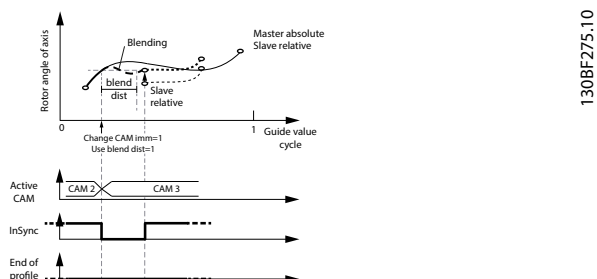 Rotor angle of axis
Blending
Master absolute
Slave relative
blend
dist
Slave
relative
0
1
Guide value
cycle
Change CAM imm=1
Use blend dist=1
Active
CAM
CAM 2
CAM 3
InSync
End of
profile
130BF275.10